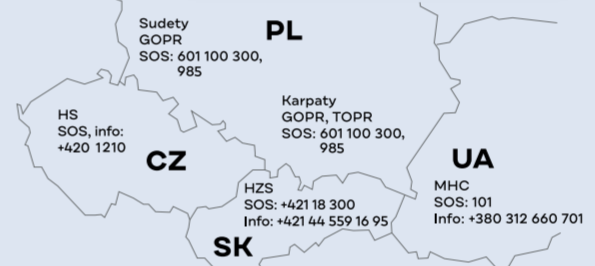 Sudety
GOPR
SOS: 601 100 300,
985
PL
Karpaty
GOPR, TOPR
SOS: 601 100 300,
985
HS
SOS, info:
+420 1210
CZ
UA
MHC
SOS: 101
Info: +380 312 660 701
HZS
SOS: +421 18 300
Info: +421 44 559 16 95
SK